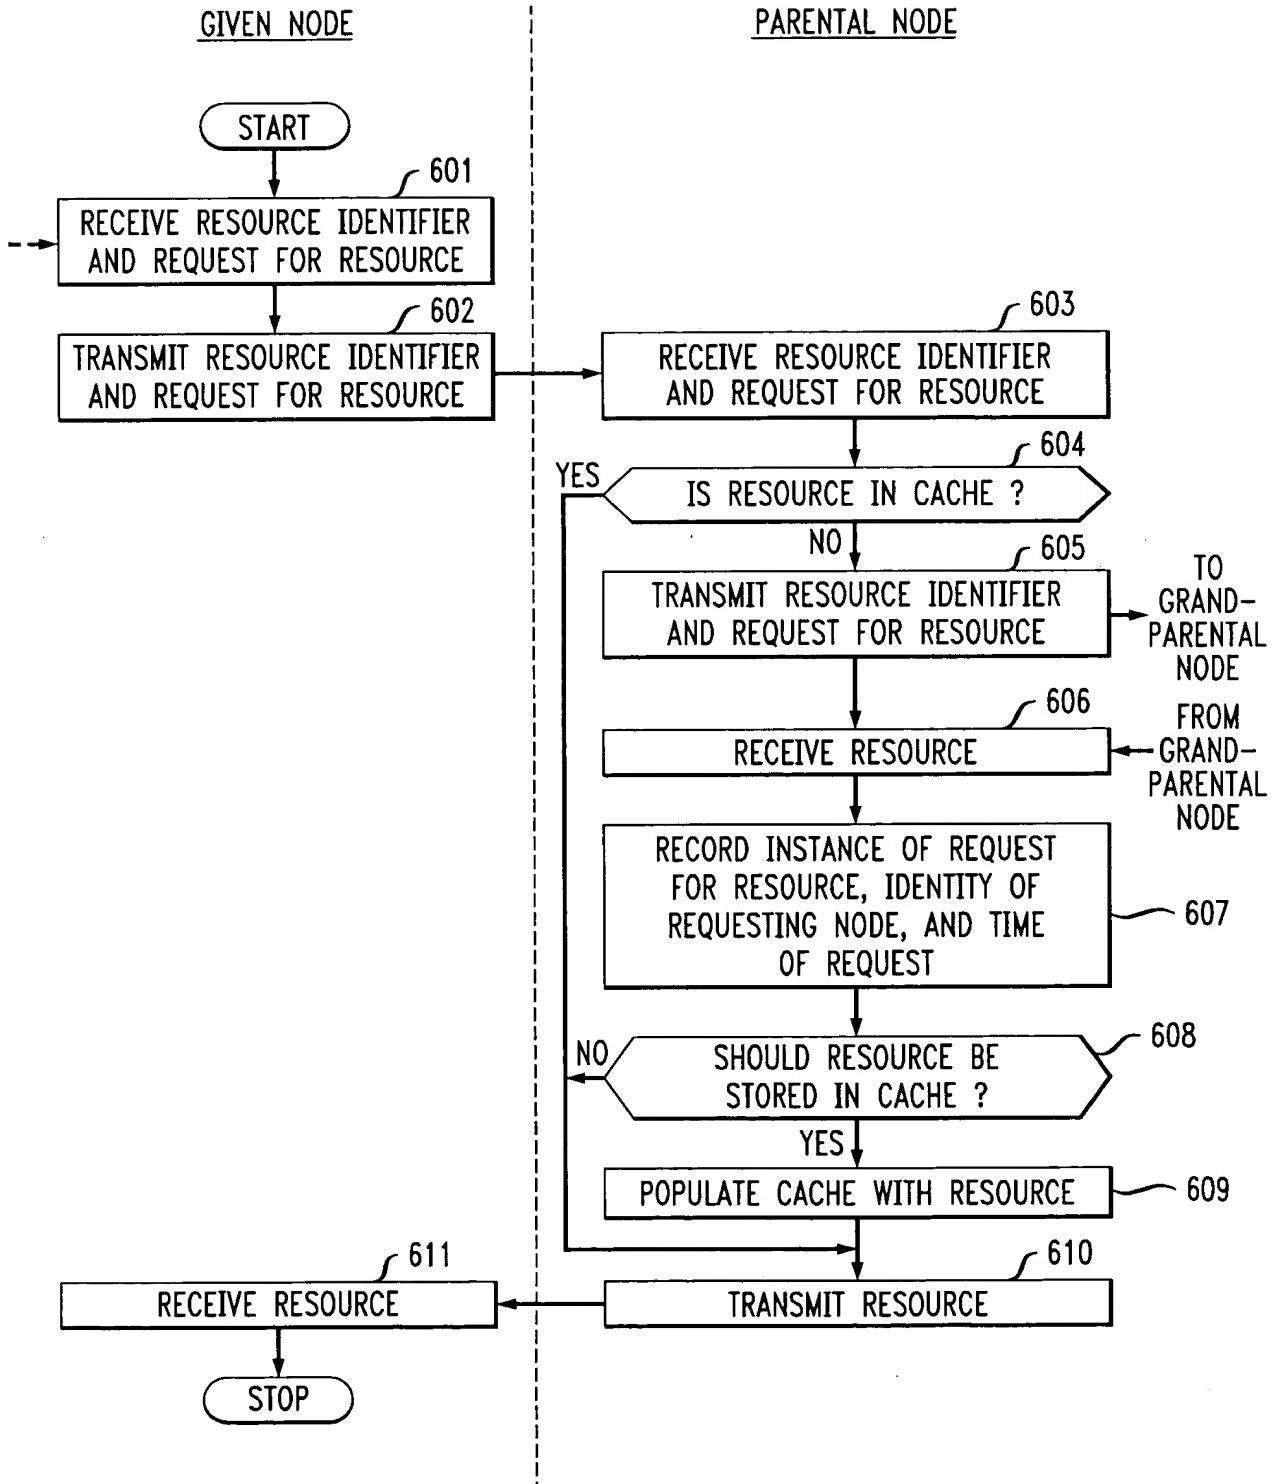 GIVEN NODE
PARENTAL NODE
START
601
RECEIVE RESOURCE IDENTIFIER
AND REQUEST FOR RESOURCE
602
TRANSMIT RESOURCE IDENTIFIER
AND REQUEST FOR RESOURCE
603
RECEIVE RESOURCE IDENTIFIER
AND REQUEST FOR RESOURCE
604
YES
IS RESOURCE IN CACHE ?
NO
605
TRANSMIT RESOURCE IDENTIFIER
AND REQUEST FOR RESOURCE
TO
GRAND-
PARENTAL
NODE
606
RECEIVE RESOURCE
FROM
GRAND-
PARENTAL
NODE
RECORD INSTANCE OF REQUEST
FOR RESOURCE, IDENTITY OF
REQUESTING NODE, AND TIME
OF REQUEST
607
NO
SHOULD RESOURCE BE
STORED IN CACHE ?
608
YES
POPULATE CACHE WITH RESOURCE
609
610
TRANSMIT RESOURCE
611
RECEIVE RESOURCE
STOP